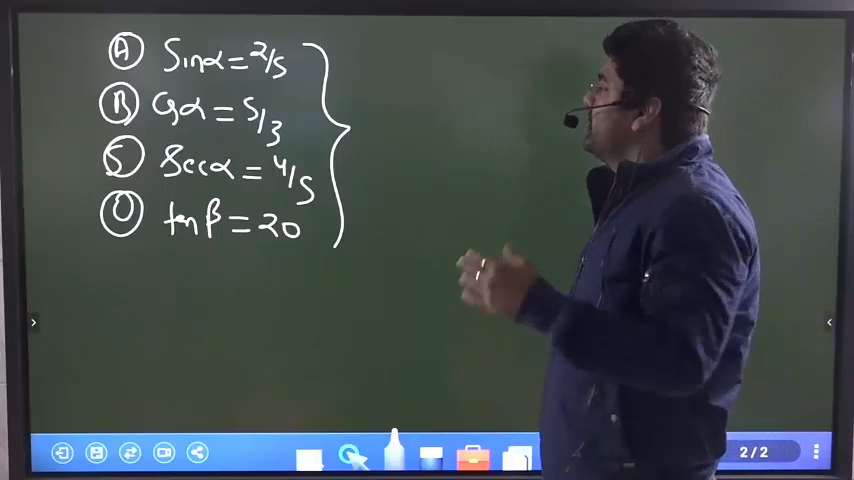 (A) Sinα = 2/5
(B) Cosα = 5/3
(C) Secα = 4/5
(D) tanβ = 20
2/2